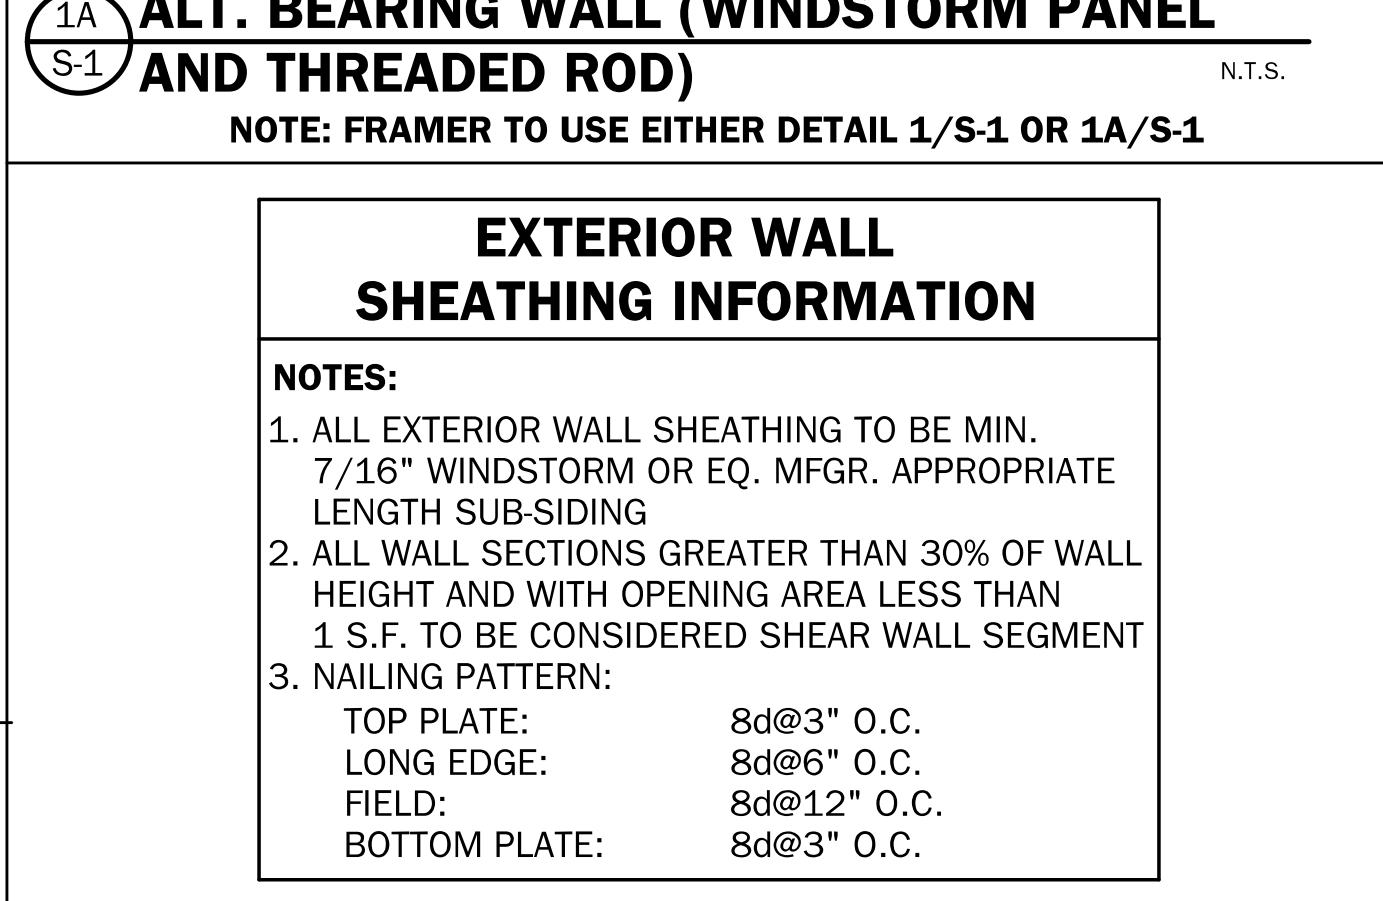 1A
S-1
ALT. BEARING WALL (WINDSTORM PANEL
AND THREADED ROD)
N.T.S.
NOTE: FRAMER TO USE EITHER DETAIL 1/S-1 OR 1A/S-1
EXTERIOR WALL
SHEATHING INFORMATION
NOTES:
1. ALL EXTERIOR WALL SHEATHING TO BE MIN.
7/16" WINDSTORM OR EQ. MFGR. APPROPRIATE
LENGTH SUB-SIDING
2. ALL WALL SECTIONS GREATER THAN 30% OF WALL
HEIGHT AND WITH OPENING AREA LESS THAN
1 S.F. TO BE CONSIDERED SHEAR WALL SEGMENT
3. NAILING PATTERN:
TOP PLATE: 8d@3" O.C.
LONG EDGE: 8d@6" O.C.
FIELD: 8d@12" O.C.
BOTTOM PLATE: 8d@3" O.C.